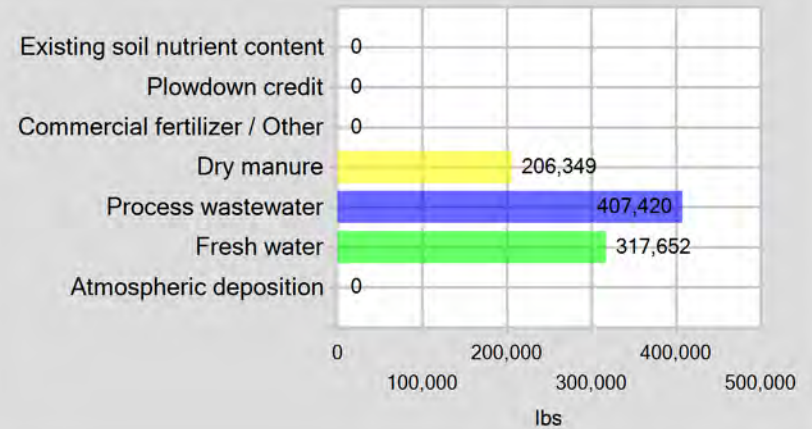 Existing soil nutrient content 0
Plowdown credit 0
Commercial fertilizer / Other 0
Dry manure 206,349
Process wastewater 407,420
Fresh water 317,652
Atmospheric deposition 0
0 200,000 400,000
100,000 300,000 500,000
lbs